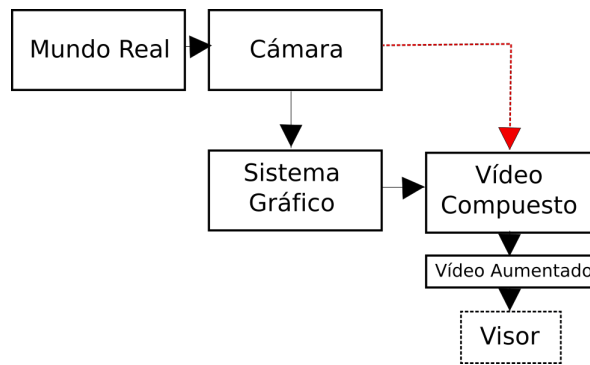 Mundo Real
Cámara
Sistema
Gráfico
Vídeo
Compuesto
Vídeo Aumentado
Visor